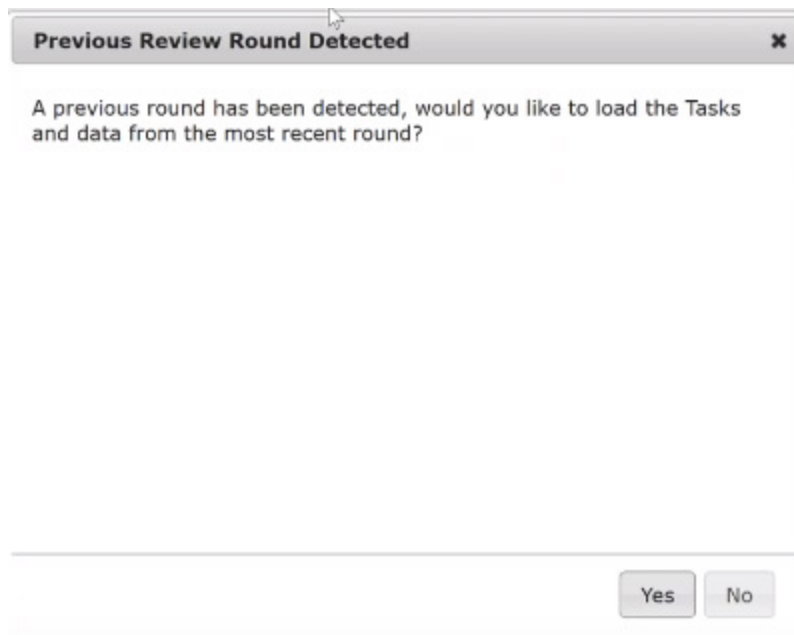 Previous Review Round Detected
A previous round has been detected, would you like to load the Tasks
and data from the most recent round?
Yes No